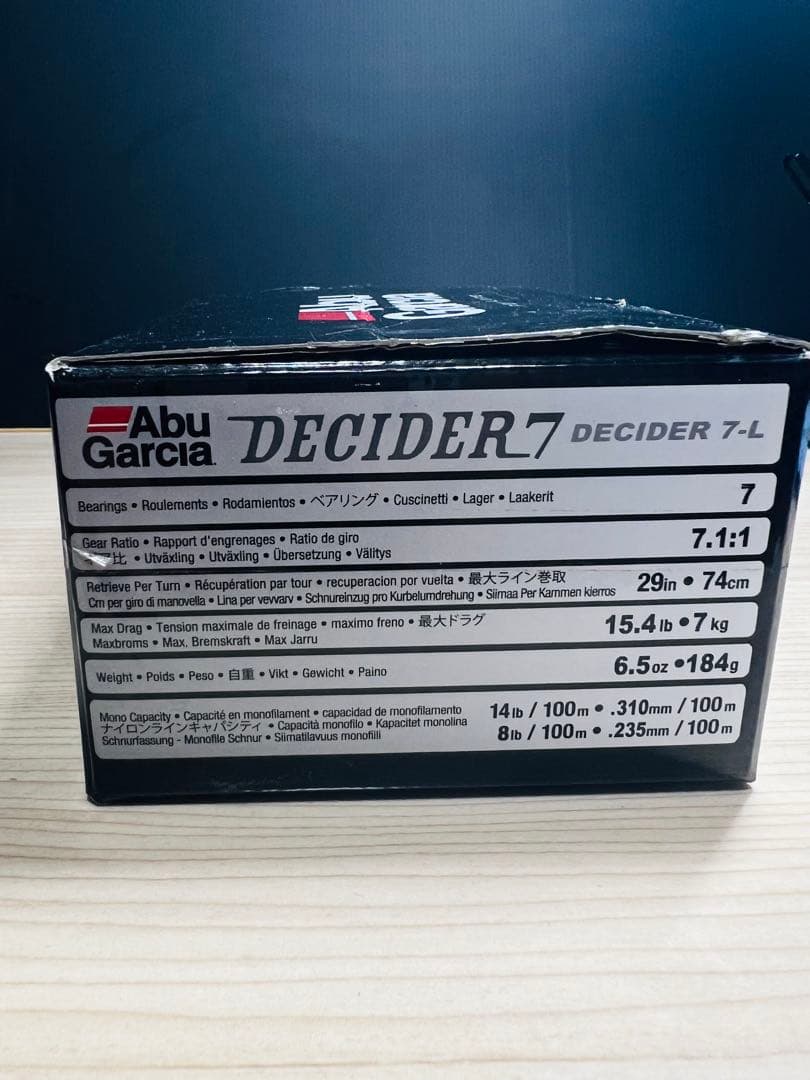 Abu
Garcia
Abu
Garcia
DECIDER7 DECIDER 7-L
Bearings • Roulements • Rodamientos • ベアリング • Cuscinetti • Lager • Laakerit 7
Gear Ratio • Rapport d'engrenages • Ratio de giro 7.1:1
比 • Utväxling • Utväxling • Übersetzung • Välitys
Retrieve Per Turn • Récupération par tour • recuperacion por vuelta • 最大ライン巻取 29in • 74cm
Cm per giro di manovella • Lina per vevvarv • Schnureinzug pro Kurbelumdrehung • Siimaa Per Kammen kierros
Max Drag • Tension maximale de freinage • maximo freno • 最大ドラグ 15.4lb • 7kg
Maxbroms • Max. Bremskraft • Max Jarru
Weight • Poids • Peso • 自重 • Vikt • Gewicht • Paino 6.5oz • 184g
Mono Capacity • Capacité en monofilament • capacidad de monofilamento 14lb / 100m • .310mm / 100m
ナイロンラインキャパシティ • Capacità monofilo • Kapacitet monolina 8lb / 100m • .235mm / 100m
Schnurfassung - Monofile Schnur • Siimatilavuus monofiili